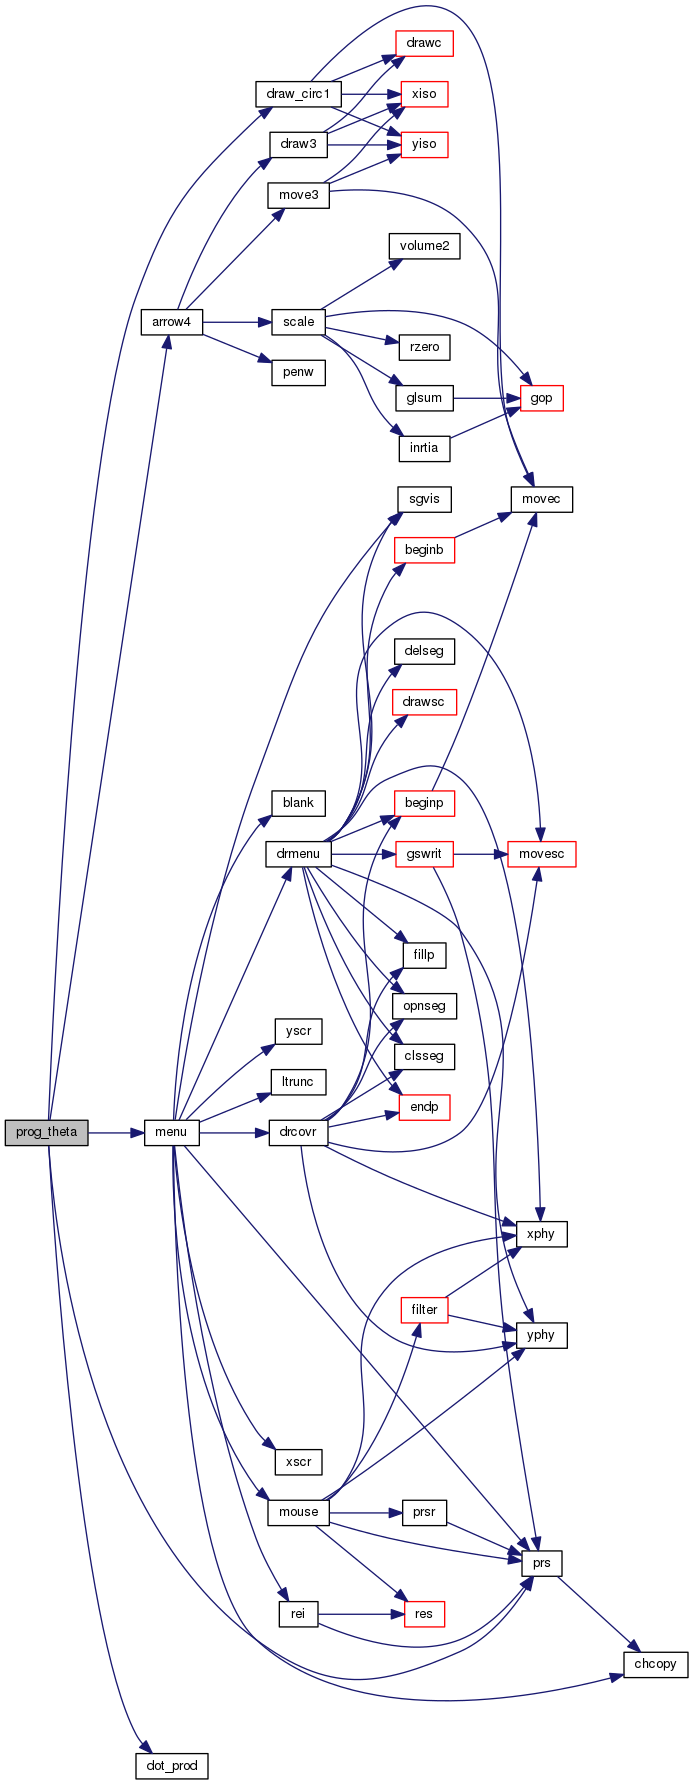 drawc
draw_circ1
xiso
draw3
yiso
move3
volume2
arrow4
scale
rzero
penw
glsum
gop
inrtia
sgvis
movec
beginb
delseg
drawsc
blank
beginp
drmenu
gswrit
movesc
fillp
opnseg
yscr
clsseg
ltrunc
endp
prog_theta
menu
drcovr
xphy
filter
yphy
xscr
mouse
prsr
prs
rei
res
chcopy
dot_prod